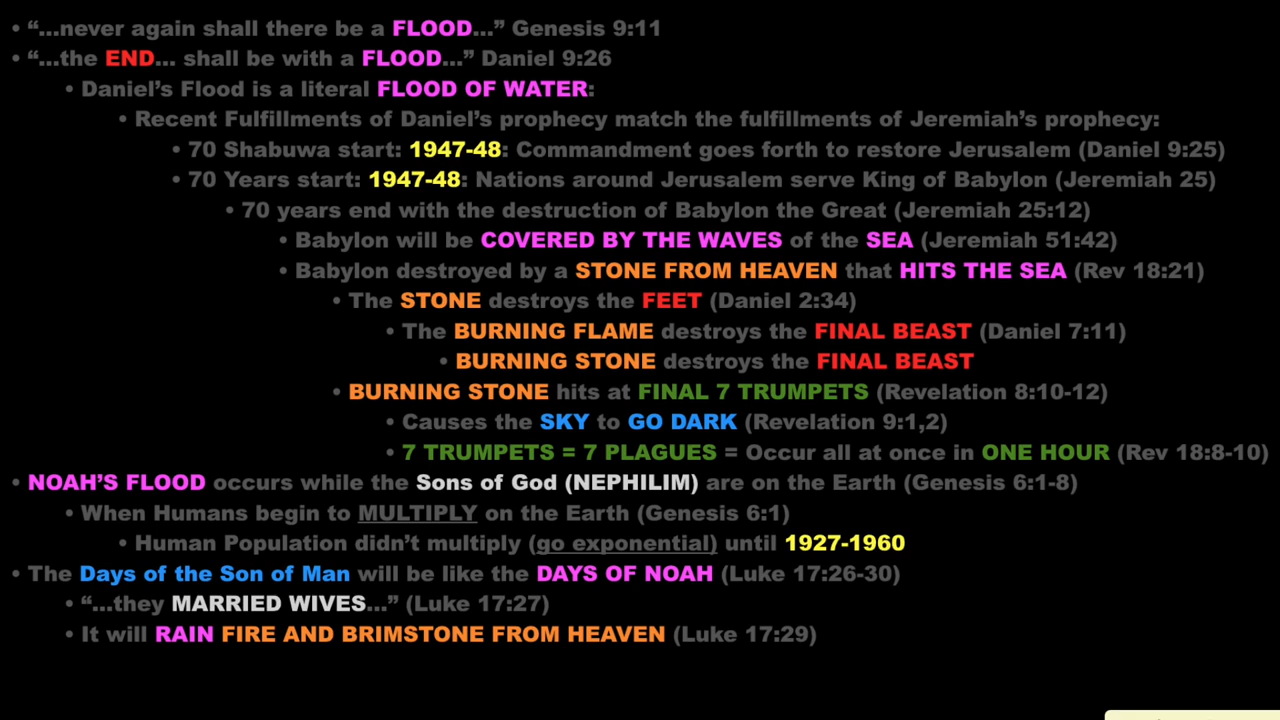 • “...never again shall there be a FLOOD...” Genesis 9:11
• “...the END... shall be with a FLOOD...” Daniel 9:26
• Daniel’s Flood is a literal FLOOD OF WATER:
• Recent Fulfillments of Daniel’s prophecy match the fulfillments of Jeremiah’s prophecy:
• 70 Shabuwa start: 1947-48: Commandment goes forth to restore Jerusalem (Daniel 9:25)
• 70 Years start: 1947-48: Nations around Jerusalem serve King of Babylon (Jeremiah 25)
• 70 years end with the destruction of Babylon the Great (Jeremiah 25:12)
• Babylon will be COVERED BY THE WAVES of the SEA (Jeremiah 51:42)
• Babylon destroyed by a STONE FROM HEAVEN that HITS THE SEA (Rev 18:21)
• The STONE destroys the FEET (Daniel 2:34)
• The BURNING FLAME destroys the FINAL BEAST (Daniel 7:11)
• BURNING STONE destroys the FINAL BEAST
• BURNING STONE hits at FINAL 7 TRUMPETS (Revelation 8:10-12)
• Causes the SKY to GO DARK (Revelation 9:1,2)
• 7 TRUMPETS = 7 PLAGUES = Occur all at once in ONE HOUR (Rev 18:8-10)
• NOAH’S FLOOD occurs while the Sons of God (NEPHILIM) are on the Earth (Genesis 6:1-8)
• When Humans begin to MULTIPLY on the Earth (Genesis 6:1)
• Human Population didn’t multiply (go exponential) until 1927-1960
• The Days of the Son of Man will be like the DAYS OF NOAH (Luke 17:26-30)
• “...they MARRIED WIVES...” (Luke 17:27)
• It will RAIN FIRE AND BRIMSTONE FROM HEAVEN (Luke 17:29)